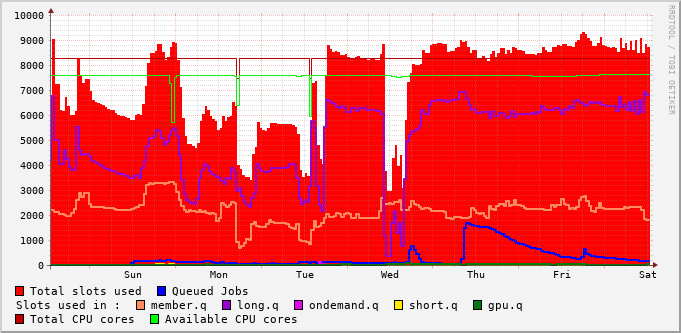 10000
9000
8000
7000
6000
5000
4000
3000
2000
1000
0
Sun Mon Tue Wed Thu Fri Sat
RRDTOOL / TOBI OETIKER
Total slots used Queued Jobs
Slots used in : member.q long.q ondemand.q short.q gpu.q
Total CPU cores Available CPU cores